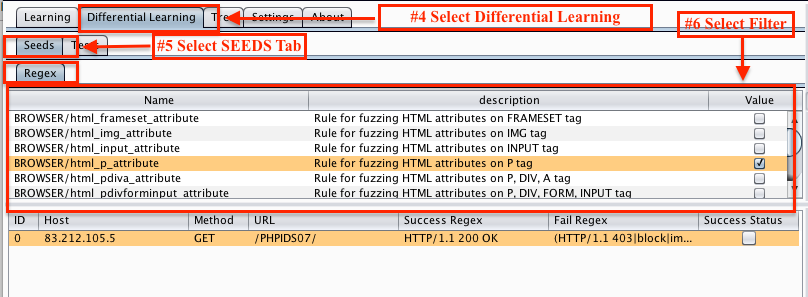 Learning Differential Learning Tre Settings About #4 Select Differential Learning
#6 Select Filter
Seeds Te #5 Select SEEDS Tab
Regex
Name description Value
BROWSER/html_frameset_attribute Rule for fuzzing HTML attributes on FRAMESET tag
BROWSER/html_img_attribute Rule for fuzzing HTML attributes on IMG tag
BROWSER/html_input_attribute Rule for fuzzing HTML attributes on INPUT tag
BROWSER/html_p_attribute Rule for fuzzing HTML attributes on P tag
BROWSER/html_pdiva_attribute Rule for fuzzing HTML attributes on P, DIV, A tag
BROWSER/html_pdivforminput_attribute Rule for fuzzing HTML attributes on P, DIV, FORM, INPUT tag
ID Host Method URL Success Regex Fail Regex Success Status
0 83.212.105.5 GET /PHPIDS07/ HTTP/1.1 200 OK (HTTP/1.1 403|block|im...